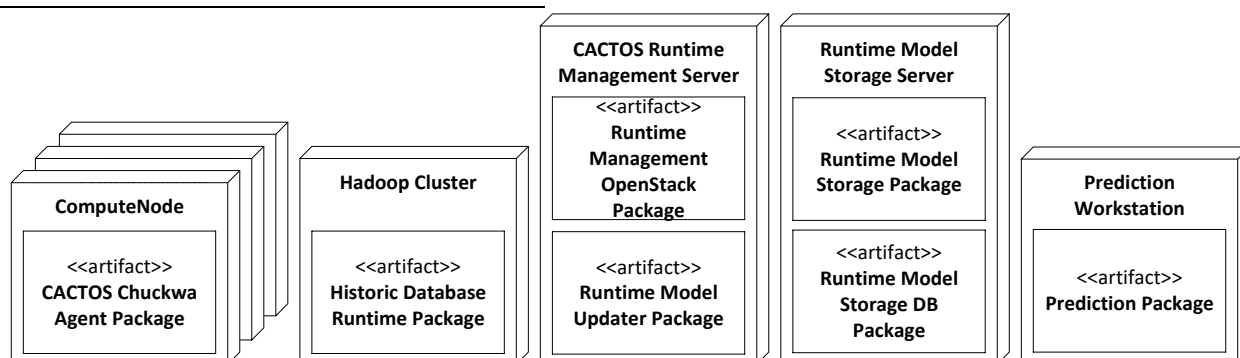 ComputeNode
<<artifact>>
CACTOS Chuckwa
Agent Package
Hadoop Cluster
<<artifact>>
Historic Database
Runtime Package
CACTOS Runtime
Management Server
<<artifact>>
Runtime
Management
OpenStack
Package
<<artifact>>
Runtime Model
Updater Package
Runtime Model
Storage Server
<<artifact>>
Runtime Model
Storage Package
<<artifact>>
Runtime Model
Storage DB
Package
Prediction
Workstation
<<artifact>>
Prediction Package